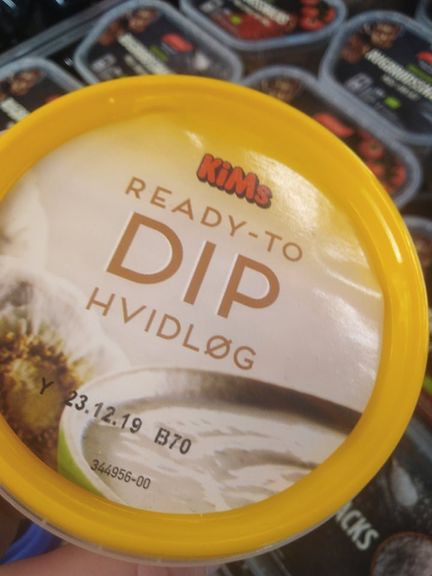 KiMs
READY-TO
DIP
HVIDLØG
Y 23.12.19 B70
344956-00